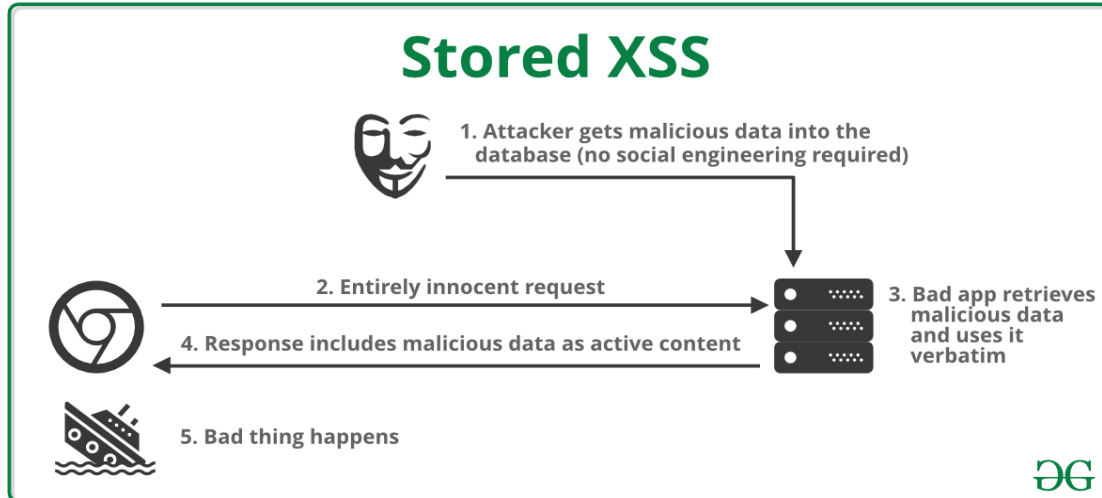 Stored XSS
1. Attacker gets malicious data into the
database (no social engineering required)
2. Entirely innocent request
3. Bad app retrieves
malicious data
and uses it
verbatim
4. Response includes malicious data as active content
5. Bad thing happens